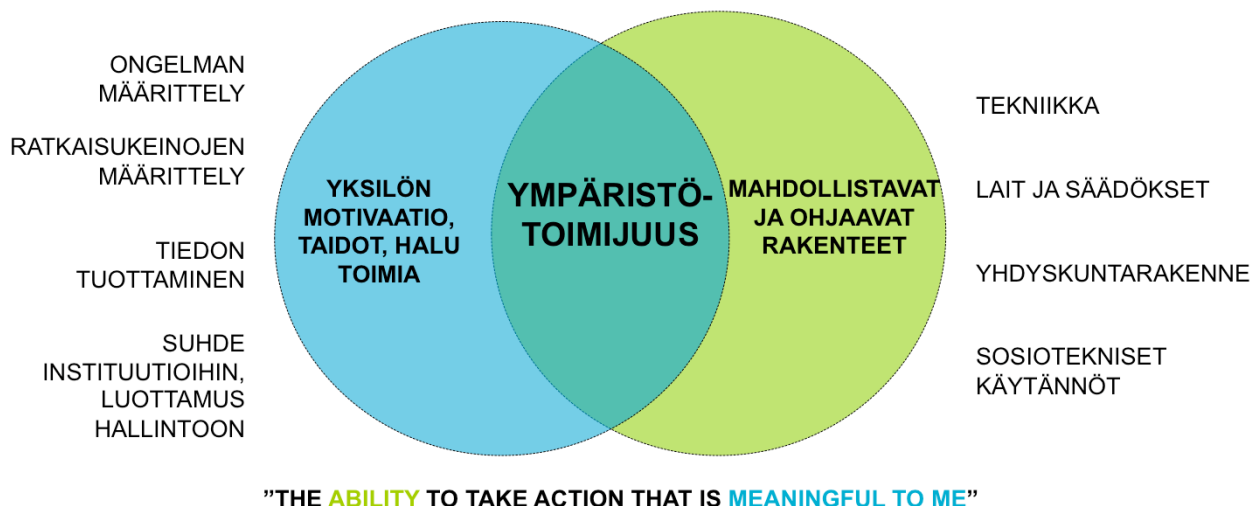 ONGELMAN
MÄÄRITTELY
RATKAISUKEINOJEN
MÄÄRITTELY
TIEDON
TUOTTAMINEN
SUHDE
INSTITUUTIOIHIN,
LUOTTAMUS
HALLINTOON
YKSILÖN
MOTIVAATIO,
TAIDOT, HALU
TOIMIA
YMPÄRISTÖ-
TOIMIJUUS
MAHDOLLISTAVAT
JA OHJAAVAT
RAKENTEET
TEKNIIKKA
LAIT JA SÄÄDÖKSET
YHDYSKUNTARAKENNE
SOSIOTEKNISET
KÄYTÄNNÖT
”THE ABILITY TO TAKE ACTION THAT IS MEANINGFUL TO ME”